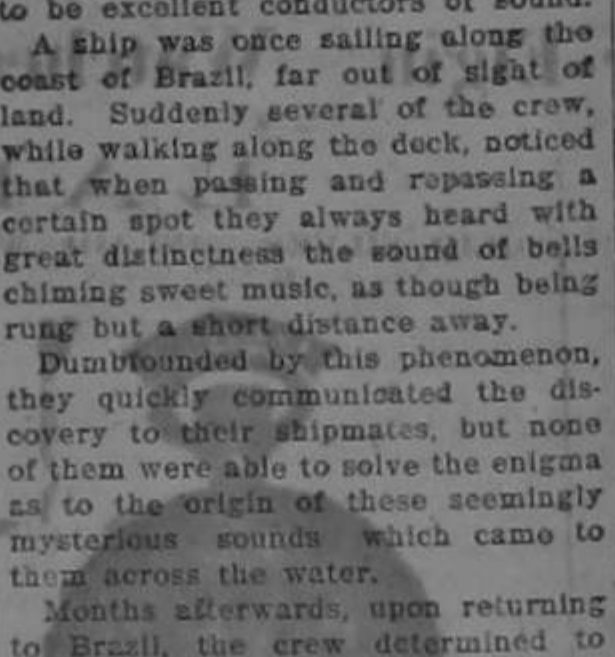 to be excellent conductors of sound.
A ship was once sailing along the
coast of Brazil, far out of sight of
land. Suddenly several of the crew,
while walking along the deck, noticed
that when passing and repassing a
certain spot they always heard with
great distinctness the sound of bells
chiming sweet music, as though being
rung but a short distance away.
Dumbfounded by this phenomenon,
they quickly communicated the dis-
covery to their shipmates, but none
of them were able to solve the enigma
as to the origin of these seemingly
mysterious sounds which came to
them across the water.
Months afterwards, upon returning
to Brazil, the crew determined to